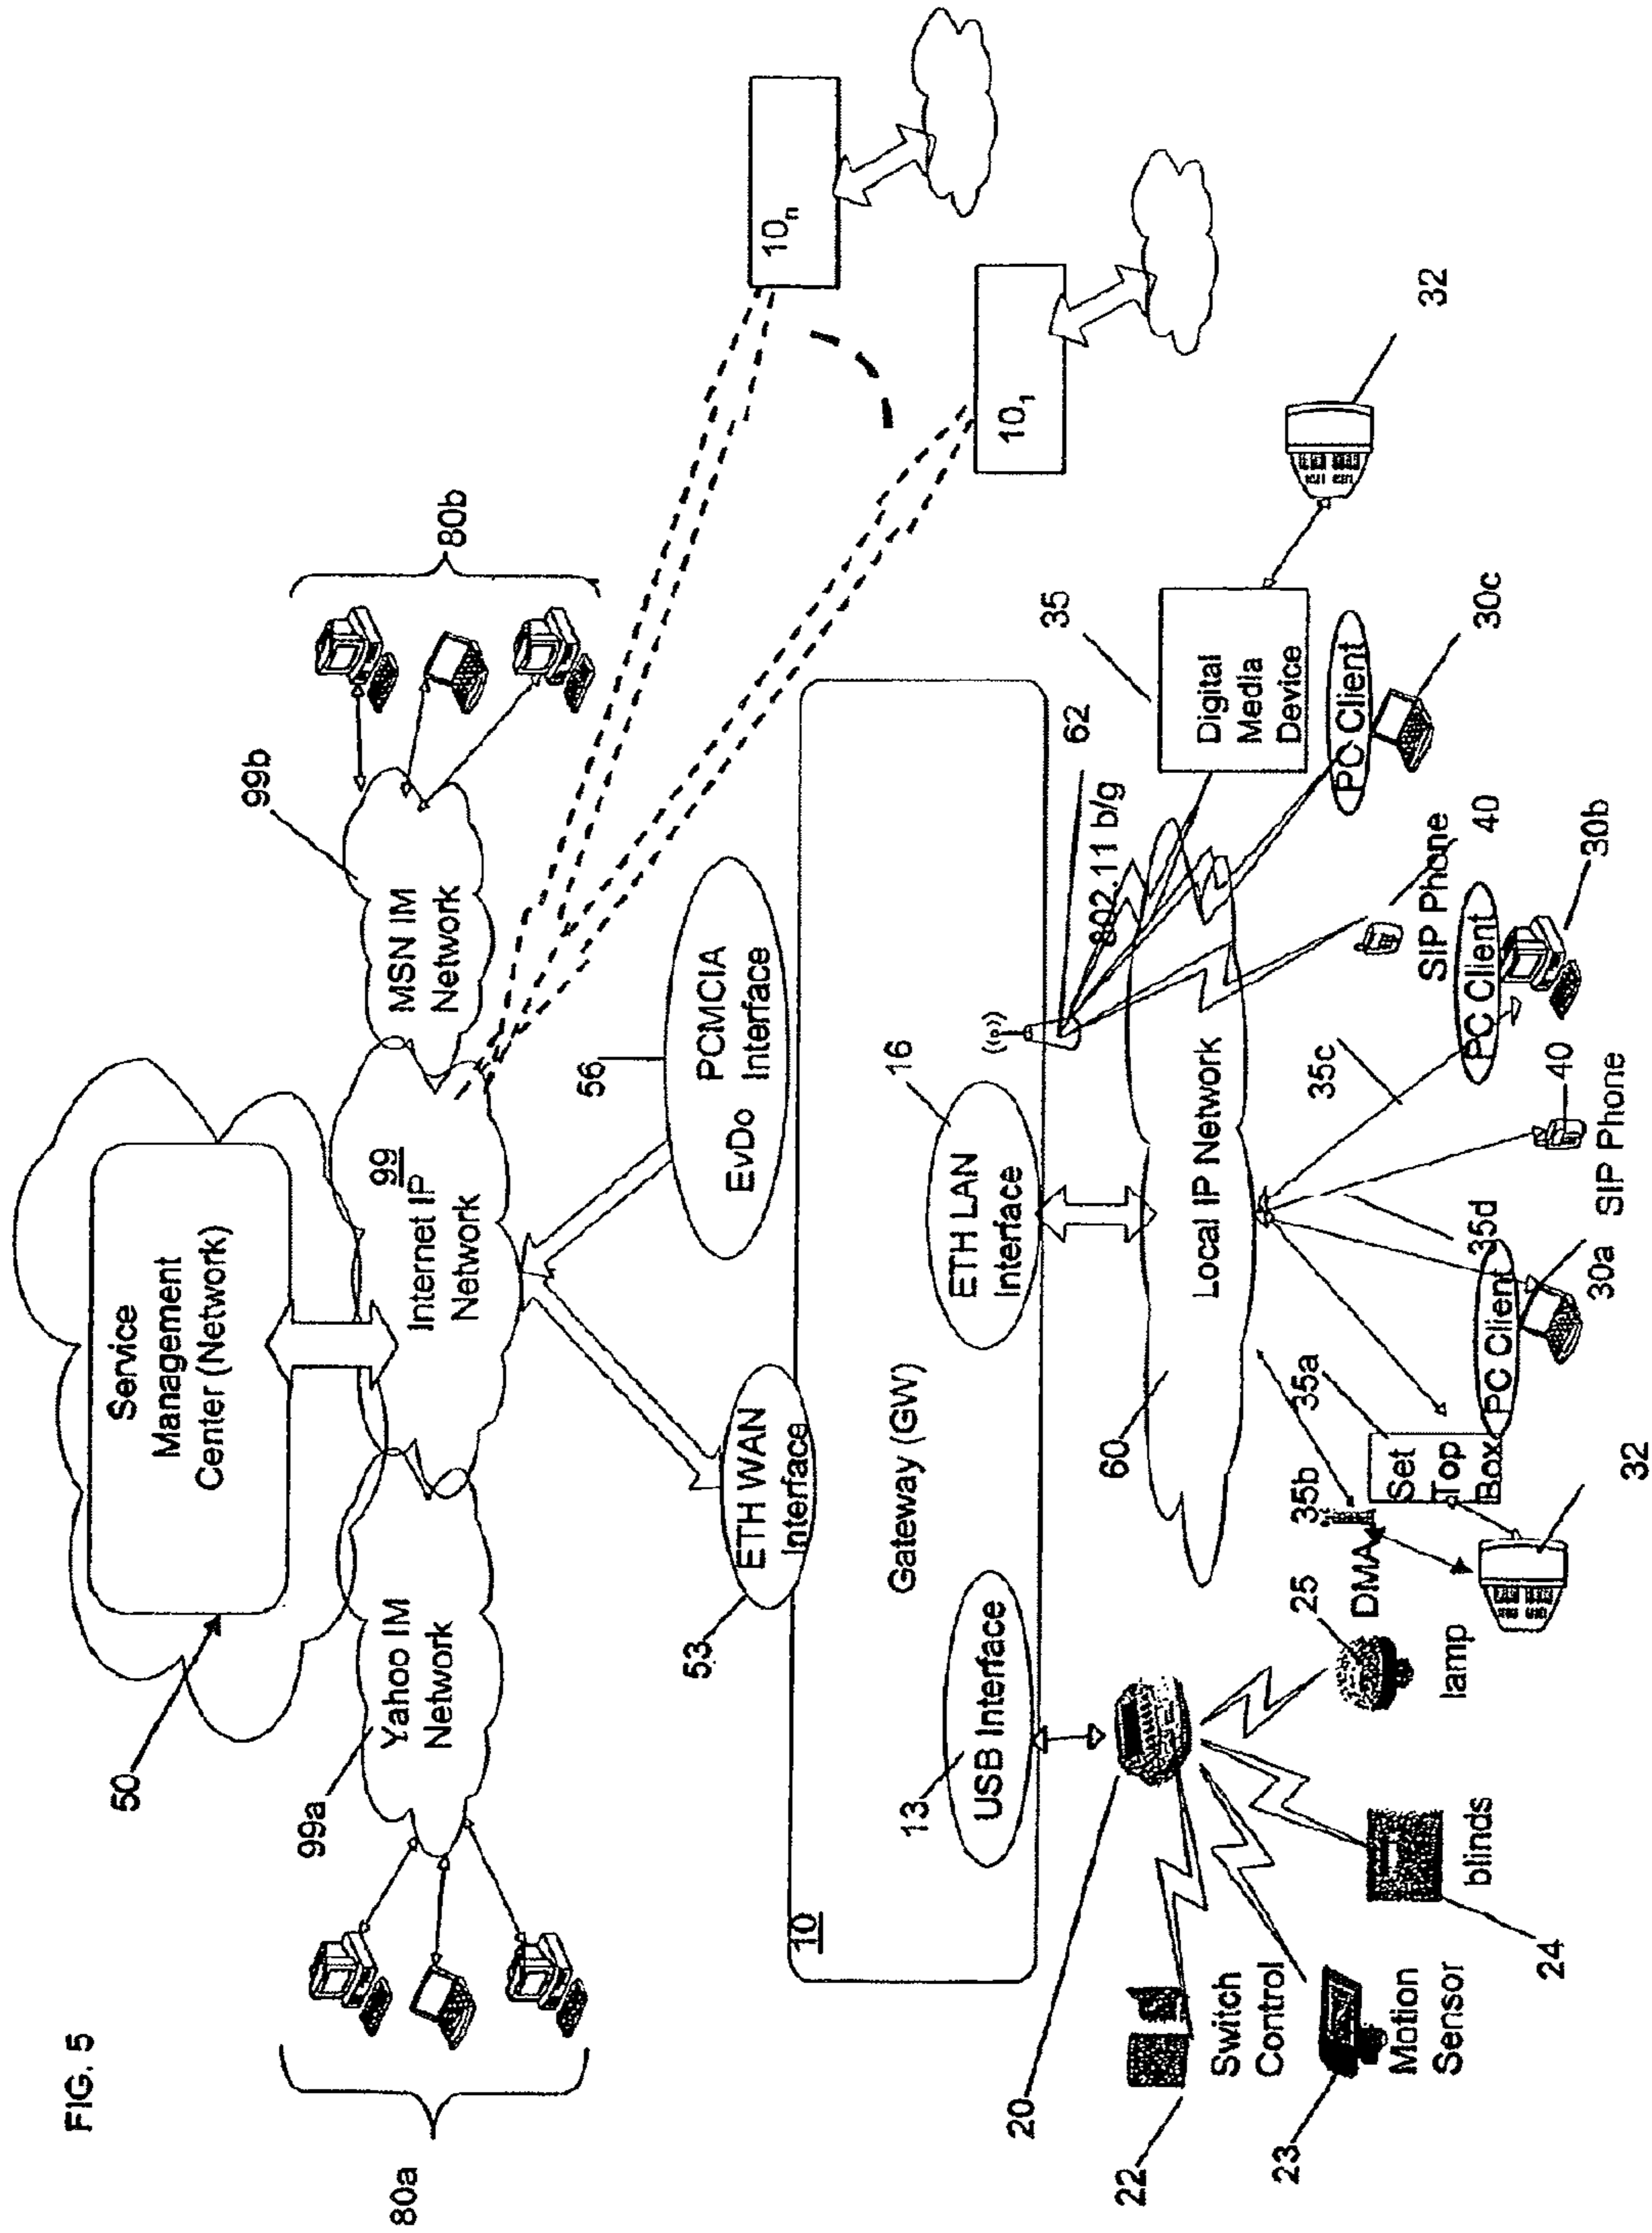 FIG. 5
50
Service
Management
Center (Network)
80a
99a
Yahoo IM
Network
99
Internet IP
Network
99b
MSN IM
Network
80b
53
ETH WAN
Interface
56
PCMCIA
EvDo Interface
10
Gateway (GW)
13
USB Interface
16
ETH LAN
Interface
62
802.11 b/g
10n
101
20
22
Switch
Control
23
Motion
Sensor
24
blinds
25
lamp
60
Local IP Network
35b
DMA
35a
Set
Top
Box
32
PC Client
30a
35d
SIP Phone
40
35c
PC Client
30b
SIP Phone
40
35
Digital
Media
Device
PC Client
30c
32